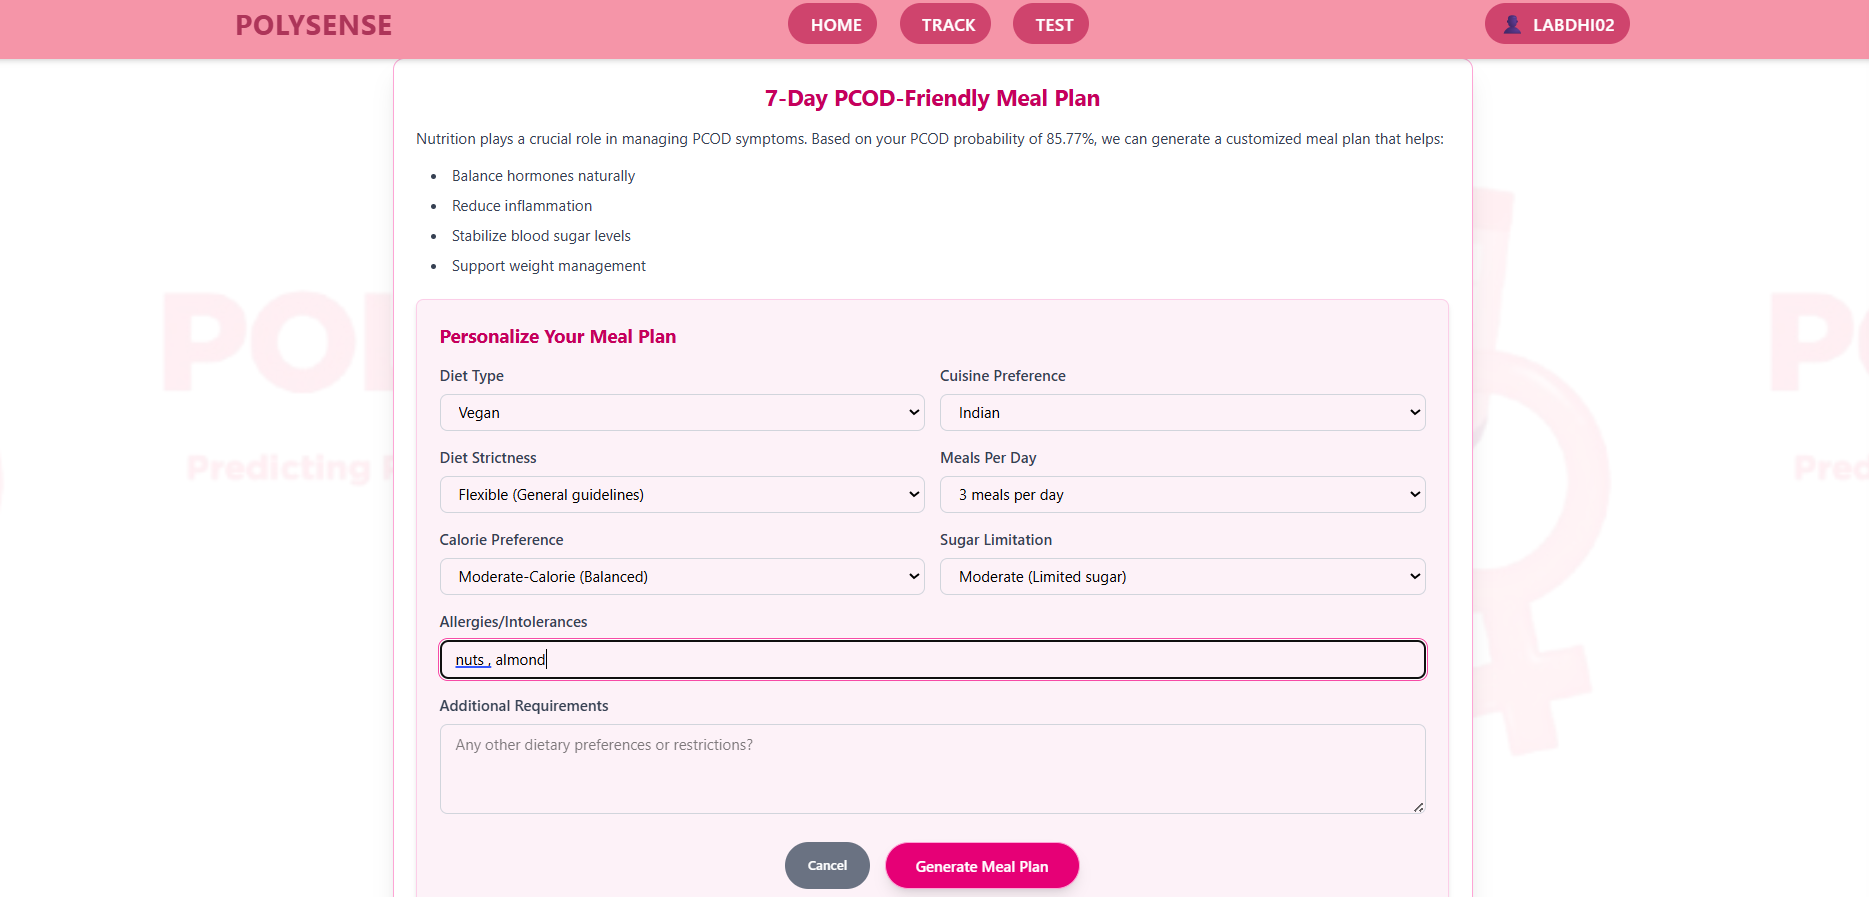 POLYSENSE HOME TRACK TEST LABDHI02
7-Day PCOD-Friendly Meal Plan
Nutrition plays a crucial role in managing PCOD symptoms. Based on your PCOD probability of 85.77%, we can generate a customized meal plan that helps:
• Balance hormones naturally
• Reduce inflammation
• Stabilize blood sugar levels
• Support weight management
POL
Predicting P
PO
Pred
Personalize Your Meal Plan
Diet Type Cuisine Preference
Vegan Indian
Diet Strictness Meals Per Day
Flexible (General guidelines) 3 meals per day
Calorie Preference Sugar Limitation
Moderate-Calorie (Balanced) Moderate (Limited sugar)
Allergies/Intolerances
nuts , almond
Additional Requirements
Any other dietary preferences or restrictions?
Cancel Generate Meal Plan